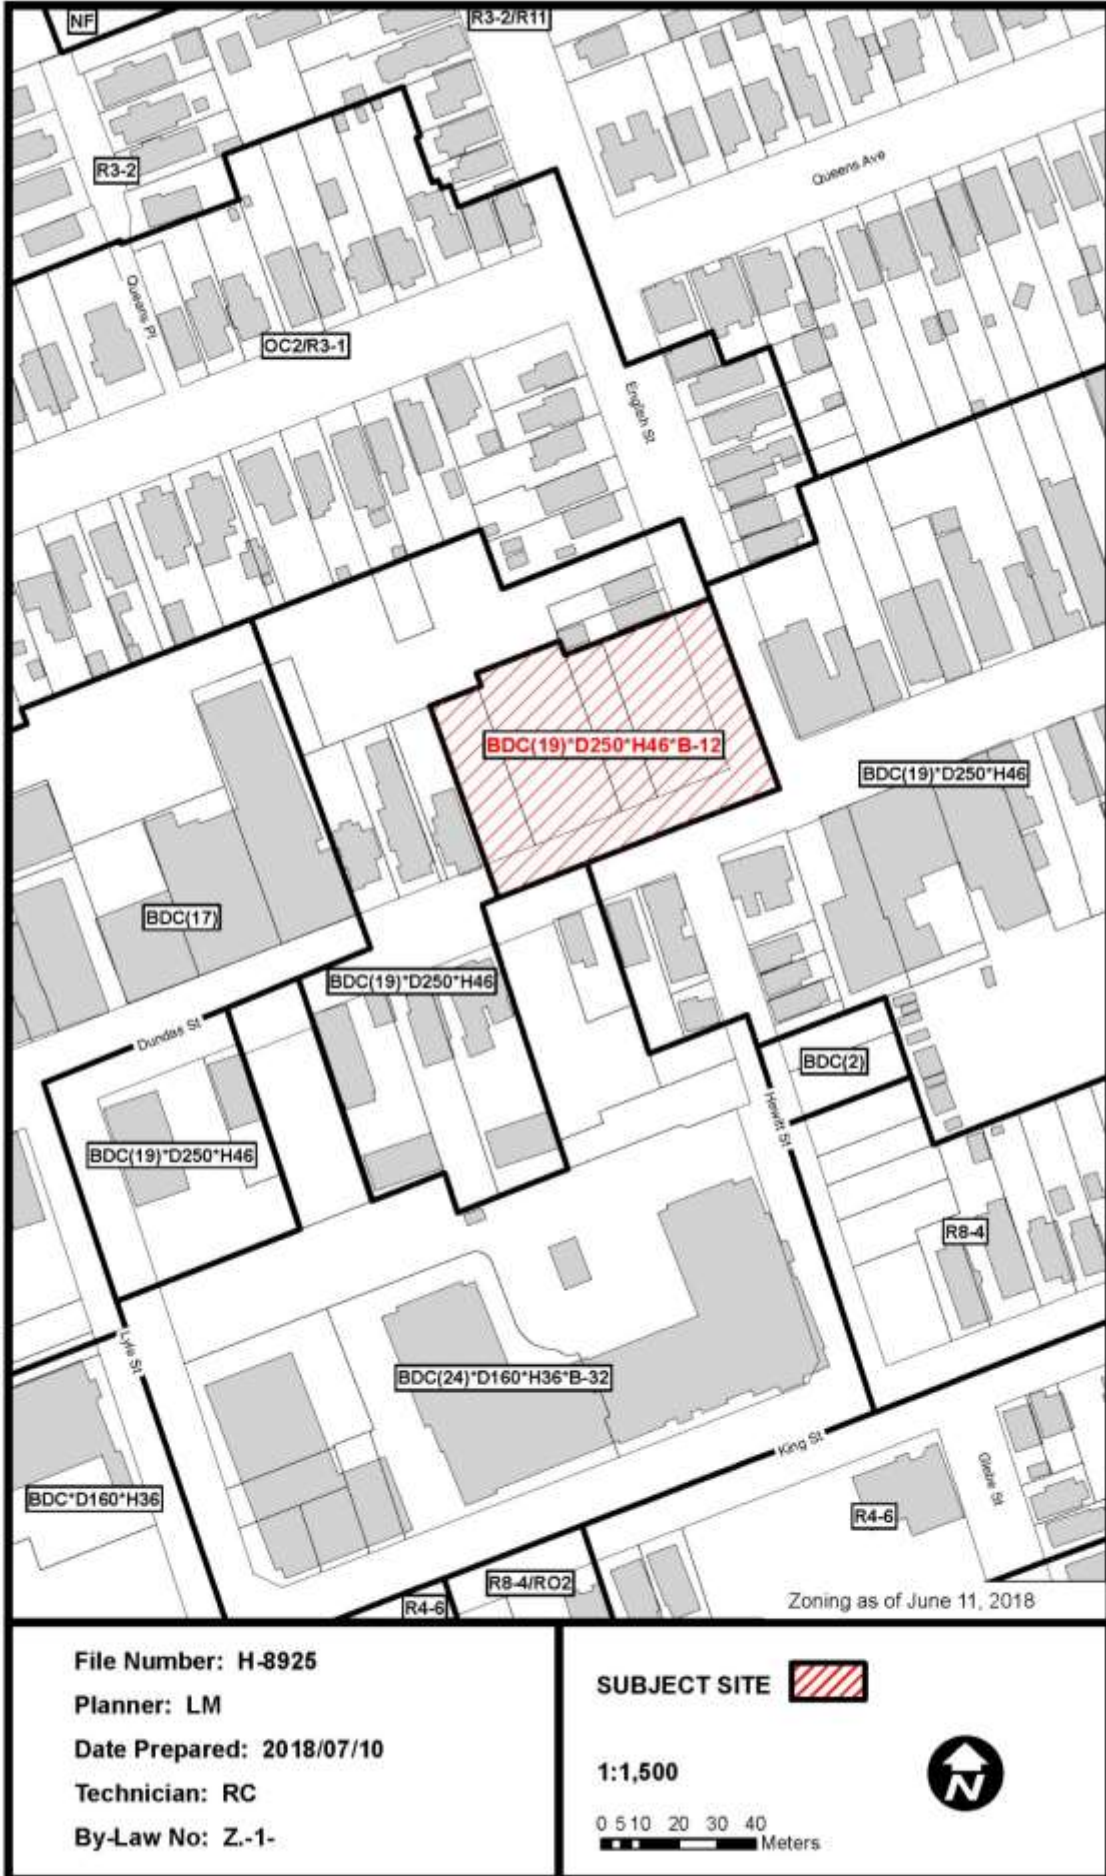 NF
R3-2/R11
Queens Ave
R3-2
Queens Pl
OC2/R3-1
English St
BDC(19)*D250*H46*B-12
BDC(19)*D250*H46
BDC(17)
BDC(19)*D250*H46
Dundas St
BDC(2)
Hewitt St
BDC(19)*D250*H46
R8-4
Lyle St
BDC(24)*D160*H36*B-32
King St
Glebe St
BDC*D160*H36
R4-6
R8-4/RO2
R4-6
Zoning as of June 11, 2018
File Number: H-8925
Planner: LM
Date Prepared: 2018/07/10
Technician: RC
By-Law No: Z.-1-
SUBJECT SITE
1:1,500
0 5 10 20 30 40
Meters
N